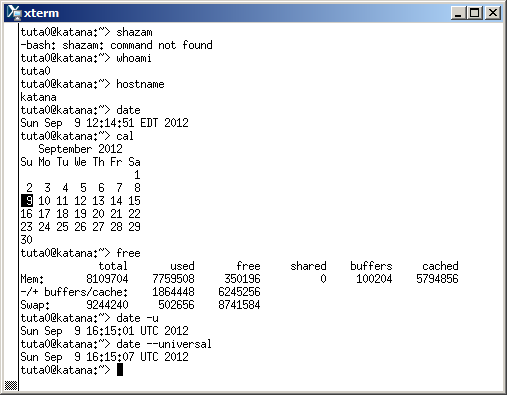 xterm
tuta0@katana:~> shazam
-bash: shazam: command not found
tuta0@katana:~> whoami
tuta0
tuta0@katana:~> hostname
katana
tuta0@katana:~> date
Sun Sep  9 12:14:51 EDT 2012
tuta0@katana:~> cal
   September 2012
Su Mo Tu We Th Fr Sa
                   1
 2  3  4  5  6  7  8
 9 10 11 12 13 14 15
16 17 18 19 20 21 22
23 24 25 26 27 28 29
30
tuta0@katana:~> free
             total       used       free     shared    buffers     cached
Mem:       8109704    7759508     350196          0     100204    5794856
-/+ buffers/cache:    1864448    6245256
Swap:      9244240     502656    8741584
tuta0@katana:~> date -u
Sun Sep  9 16:15:01 UTC 2012
tuta0@katana:~> date --universal
Sun Sep  9 16:15:07 UTC 2012
tuta0@katana:~>